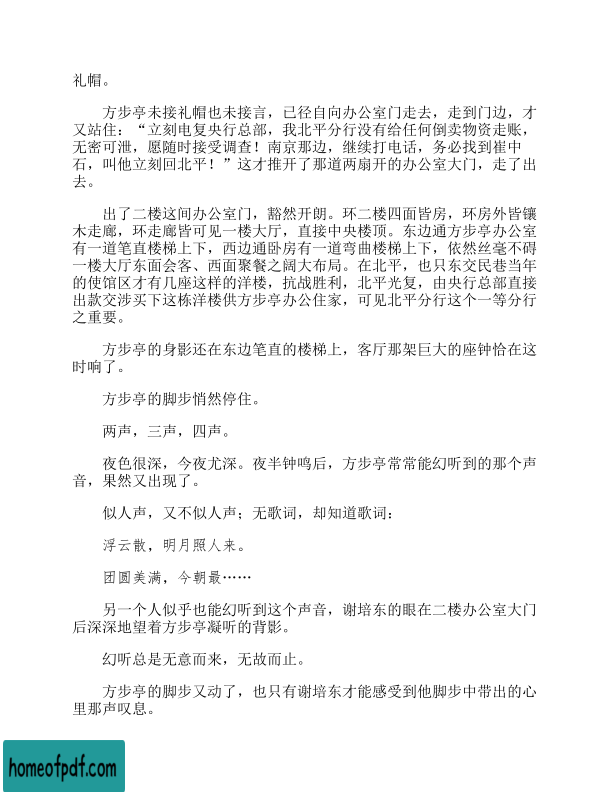 礼帽。
方步亭未接礼帽也未接言，已径自向办公室门走去，走到门边，才
又站住：“立刻电复央行总部，我北平分行没有给任何倒卖物资走账，
无密可泄，愿随时接受调查！南京那边，继续打电话，务必找到崔中
石，叫他立刻回北平！”这才推开了那道两扇开的办公室大门，走了出
去。
出了二楼这间办公室门，豁然开朗。环二楼四面皆房，环房外皆镶
木走廊，环走廊皆可见一楼大厅，直接中央楼顶。东边通方步亭办公室
有一道笔直楼梯上下，西边通卧房有一道弯曲楼梯上下，依然丝毫不碍
一楼大厅东面会客、西面聚餐之阔大布局。在北平，也只东交民巷当年
的使馆区才有几座这样的洋楼，抗战胜利，北平光复，由央行总部直接
出款交涉买下这栋洋楼供方步亭办公住家，可见北平分行这个一等分行
之重要。
方步亭的身影还在东边笔直的楼梯上，客厅那架巨大的座钟恰在这
时响了。
方步亭的脚步悄然停住。
两声，三声，四声。
夜色很深，今夜尤深。夜半钟鸣后，方步亭常常能幻听到的那个声
音，果然又出现了。
似人声，又不似人声；无歌词，却知道歌词：
浮云散，明月照人来。
团圆美满，今朝最……
另一个人似乎也能幻听到这个声音，谢培东的眼在二楼办公室大门
后深深地望着方步亭凝听的背影。
幻听总是无意而来，无故而止。
方步亭的脚步又动了，也只有谢培东才能感受到他脚步中带出的心
里那声叹息。
homeofpdf.com